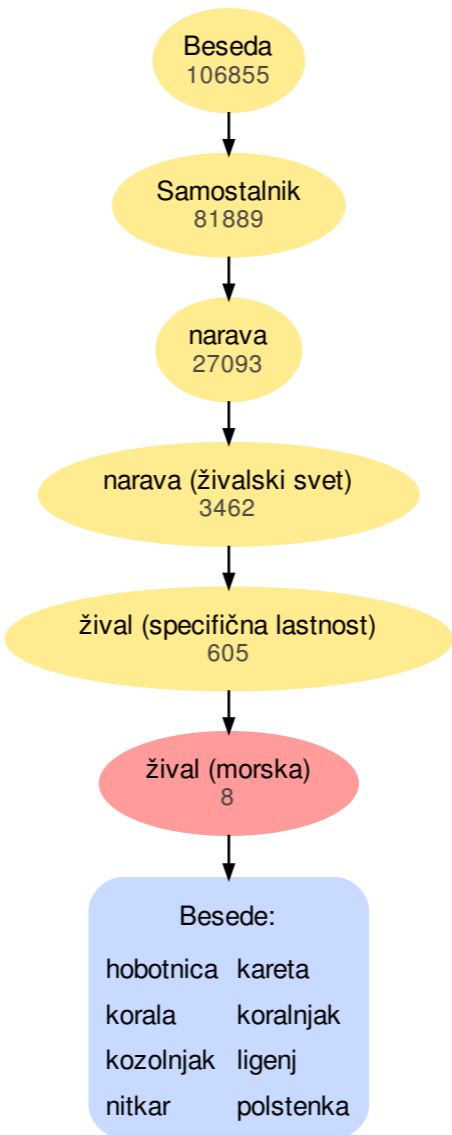 Beseda
106855
Samostalnik
81889
narava
27093
narava (živalski svet)
3462
žival (specifična lastnost)
605
žival (morska)
8
Besede:
hobotnica kareta
korala koralnjak
kozolnjak ligenj
nitkar polstenka